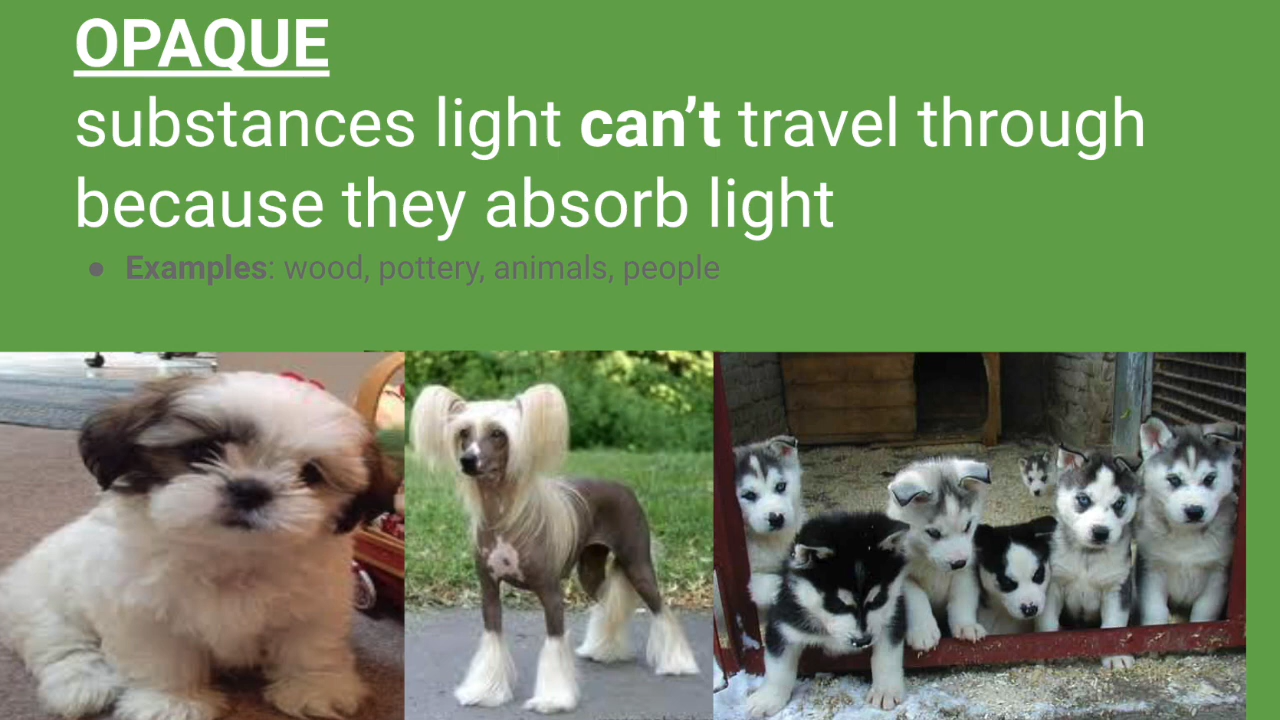 OPAQUE
substances light can’t travel through
because they absorb light
● Examples: wood, pottery, animals, people